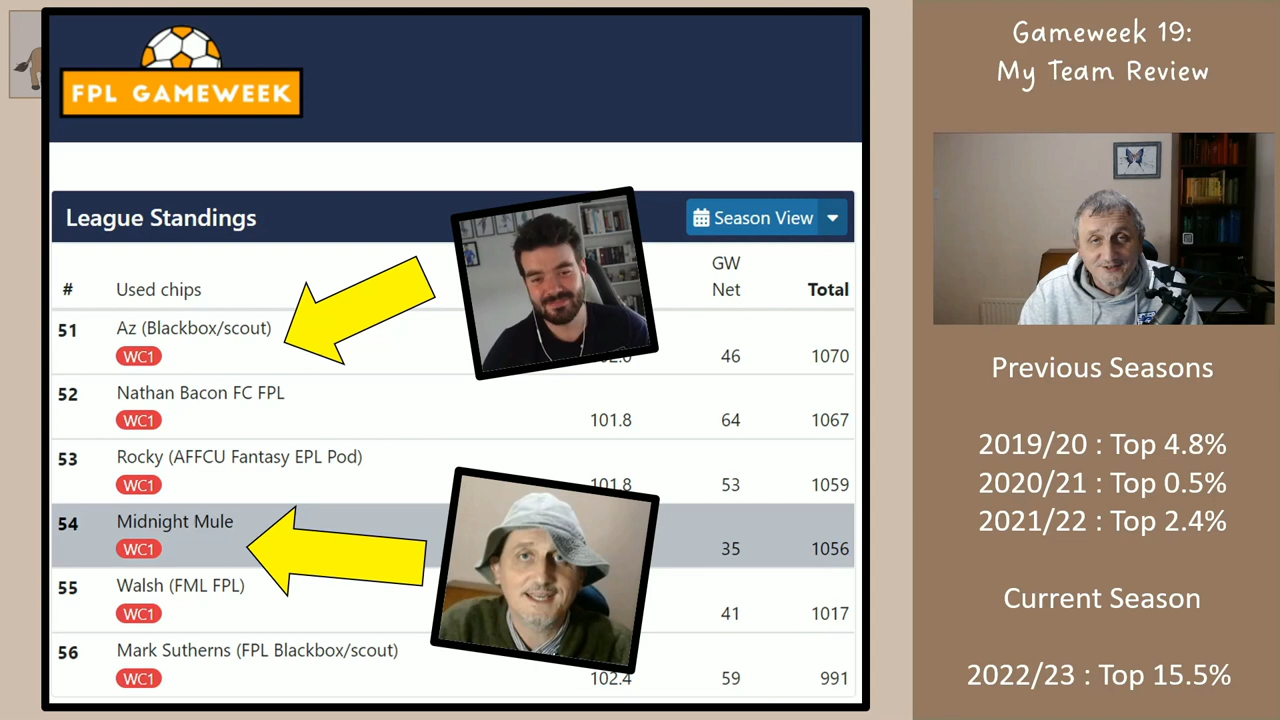 FPL GAMEWEEK
League Standings
Season View
# Used chips GW Net Total
51 Az (Blackbox/scout)
WC1 46 1070
52 Nathan Bacon FC FPL
WC1 101.8 64 1067
53 Rocky (AFFCU Fantasy EPL Pod)
WC1 101.8 53 1059
54 Midnight Mule
WC1 35 1056
55 Walsh (FML FPL)
WC1 41 1017
56 Mark Sutherns (FPL Blackbox/scout)
WC1 102.4 59 991
Gameweek 19:
My Team Review
Previous Seasons
2019/20 : Top 4.8%
2020/21 : Top 0.5%
2021/22 : Top 2.4%
Current Season
2022/23 : Top 15.5%